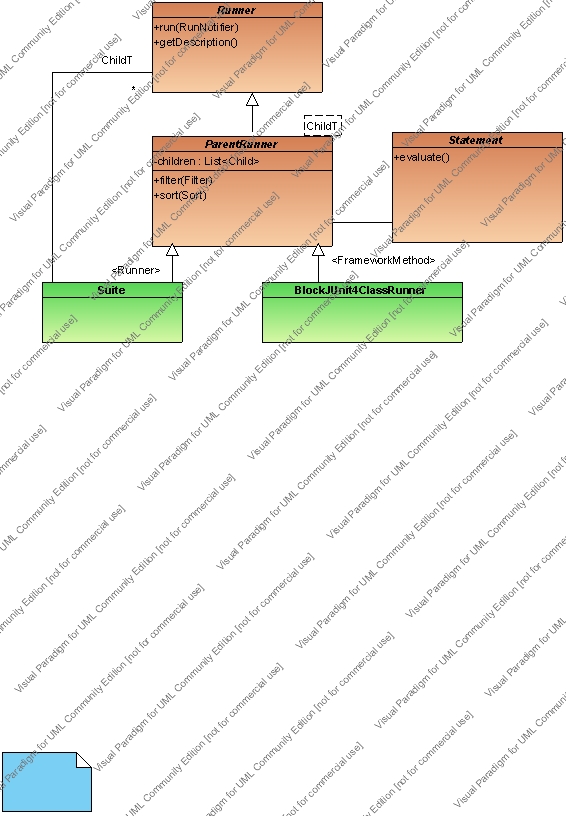 Runner
+run(RunNotifier)
+getDescription()
ChildT
*
ChildT
ParentRunner
-children : List<Child>
+filter(Filter)
+sort(Sort)
Statement
+evaluate()
<Runner>
<FrameworkMethod>
Suite
BlockJUnit4ClassRunner
Visual Paradigm for UML Community Edition [not for commercial use]